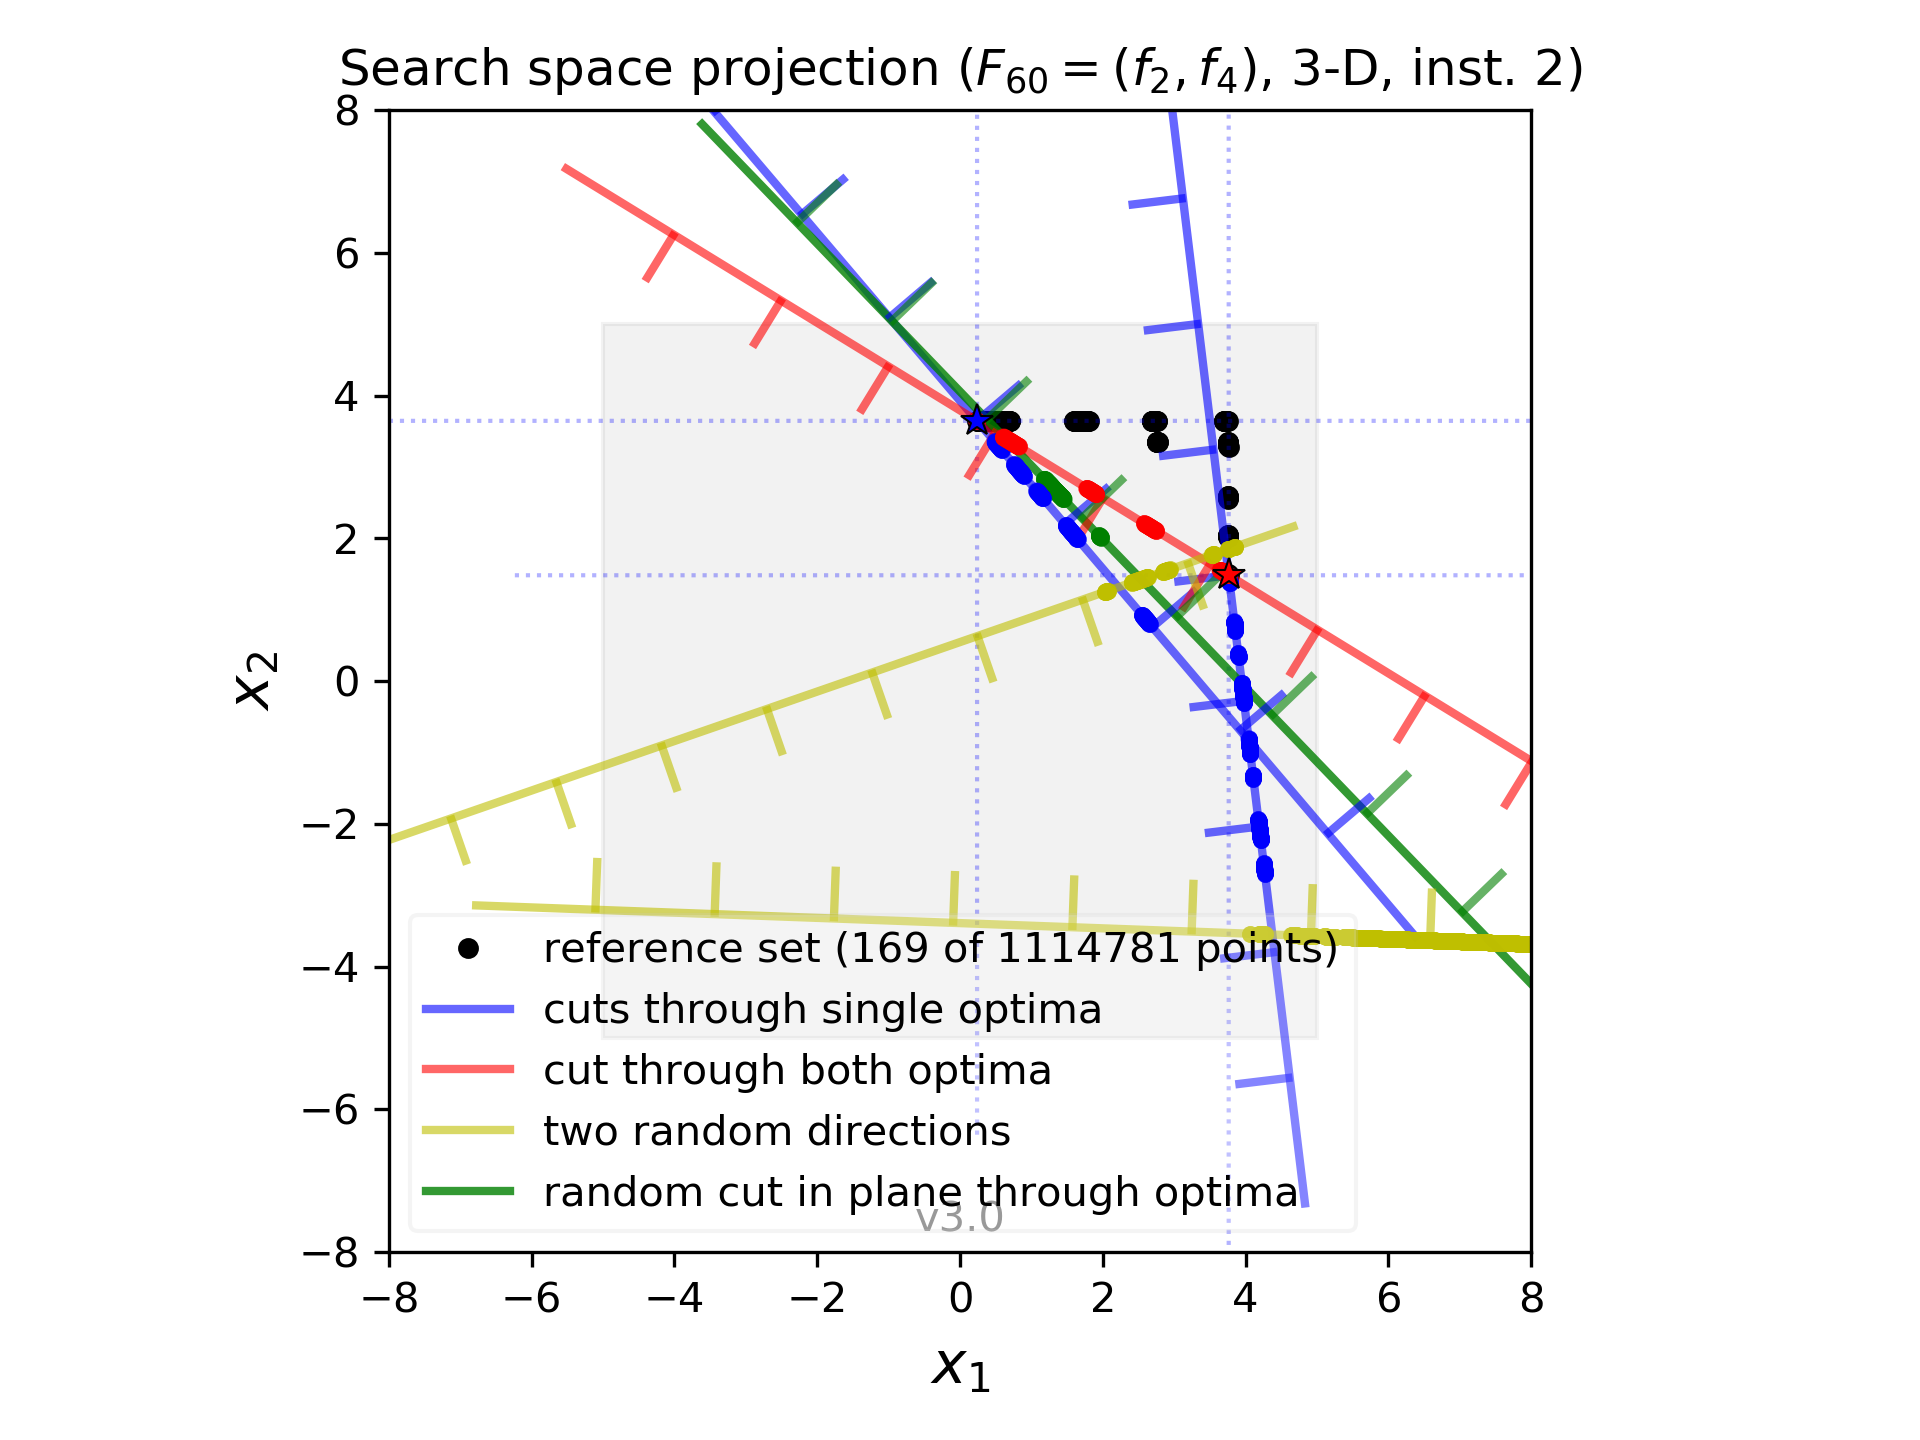 Search space projection (F₆₀ = (f₂, f₄), 3-D, inst. 2)
8
6
4
2
0
−2
−4
−6
−8
x₂
reference set (169 of 1114781 points)
cuts through single optima
cut through both optima
two random directions
random cut in plane through optima
v3.0
−8 −6 −4 −2 0 2 4 6 8
x₁